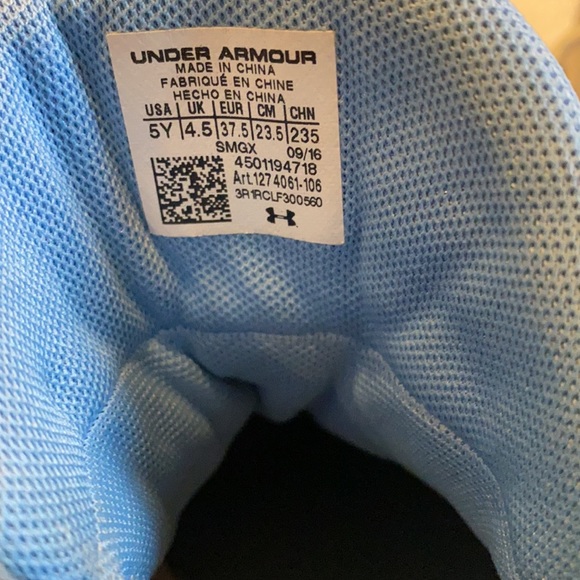 UNDER ARMOUR
MADE IN CHINA
FABRIQUÉ EN CHINE
HECHO EN CHINA
USA UK EUR CM CHN
5Y 4.5 37.5 23.5 235
SMGX 09/16
4501194718
Art.1274061-106
3R1RCLF300560